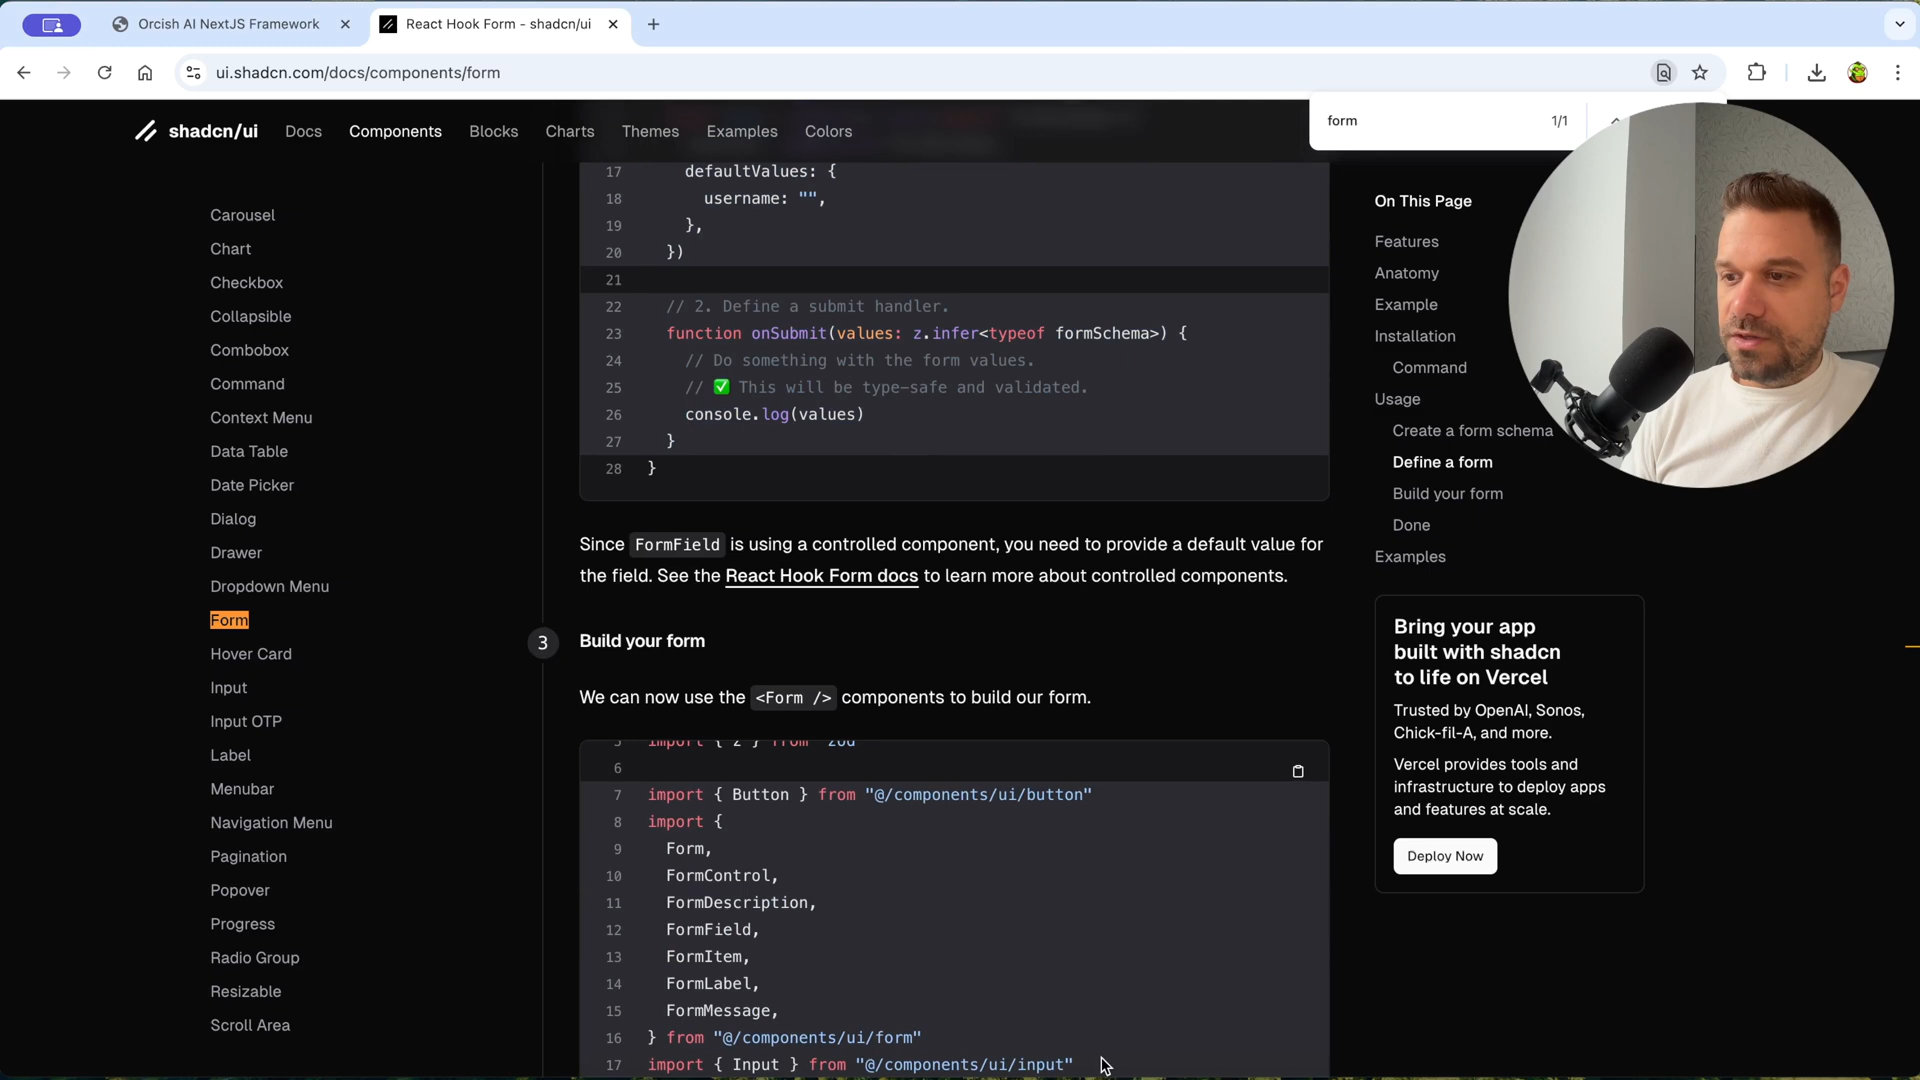 Orcish AI NextJS Framework
React Hook Form - shadcn/ui
ui.shadcn.com/docs/components/form
form
1/1
shadcn/ui
Docs
Components
Blocks
Charts
Themes
Examples
Colors
Carousel
Chart
Checkbox
Collapsible
Combobox
Command
Context Menu
Data Table
Date Picker
Dialog
Drawer
Dropdown Menu
Form
Hover Card
Input
Input OTP
Label
Menubar
Navigation Menu
Pagination
Popover
Progress
Radio Group
Resizable
Scroll Area
17 defaultValues: {
18 username: "",
19 },
20 })
21
22 // 2. Define a submit handler.
23 function onSubmit(values: z.infer<typeof formSchema>) {
24 // Do something with the form values.
25 // ✅ This will be type-safe and validated.
26 console.log(values)
27 }
28 }
Since FormField is using a controlled component, you need to provide a default value for
the field. See the React Hook Form docs to learn more about controlled components.
3 Build your form
We can now use the <Form /> components to build our form.
5 import { z } from "zod"
6
7 import { Button } from "@/components/ui/button"
8 import {
9 Form,
10 FormControl,
11 FormDescription,
12 FormField,
13 FormItem,
14 FormLabel,
15 FormMessage,
16 } from "@/components/ui/form"
17 import { Input } from "@/components/ui/input"
On This Page
Features
Anatomy
Example
Installation
Command
Usage
Create a form schema
Define a form
Build your form
Done
Examples
Bring your app
built with shadcn
to life on Vercel
Trusted by OpenAI, Sonos,
Chick-fil-A, and more.
Vercel provides tools and
infrastructure to deploy apps
and features at scale.
Deploy Now